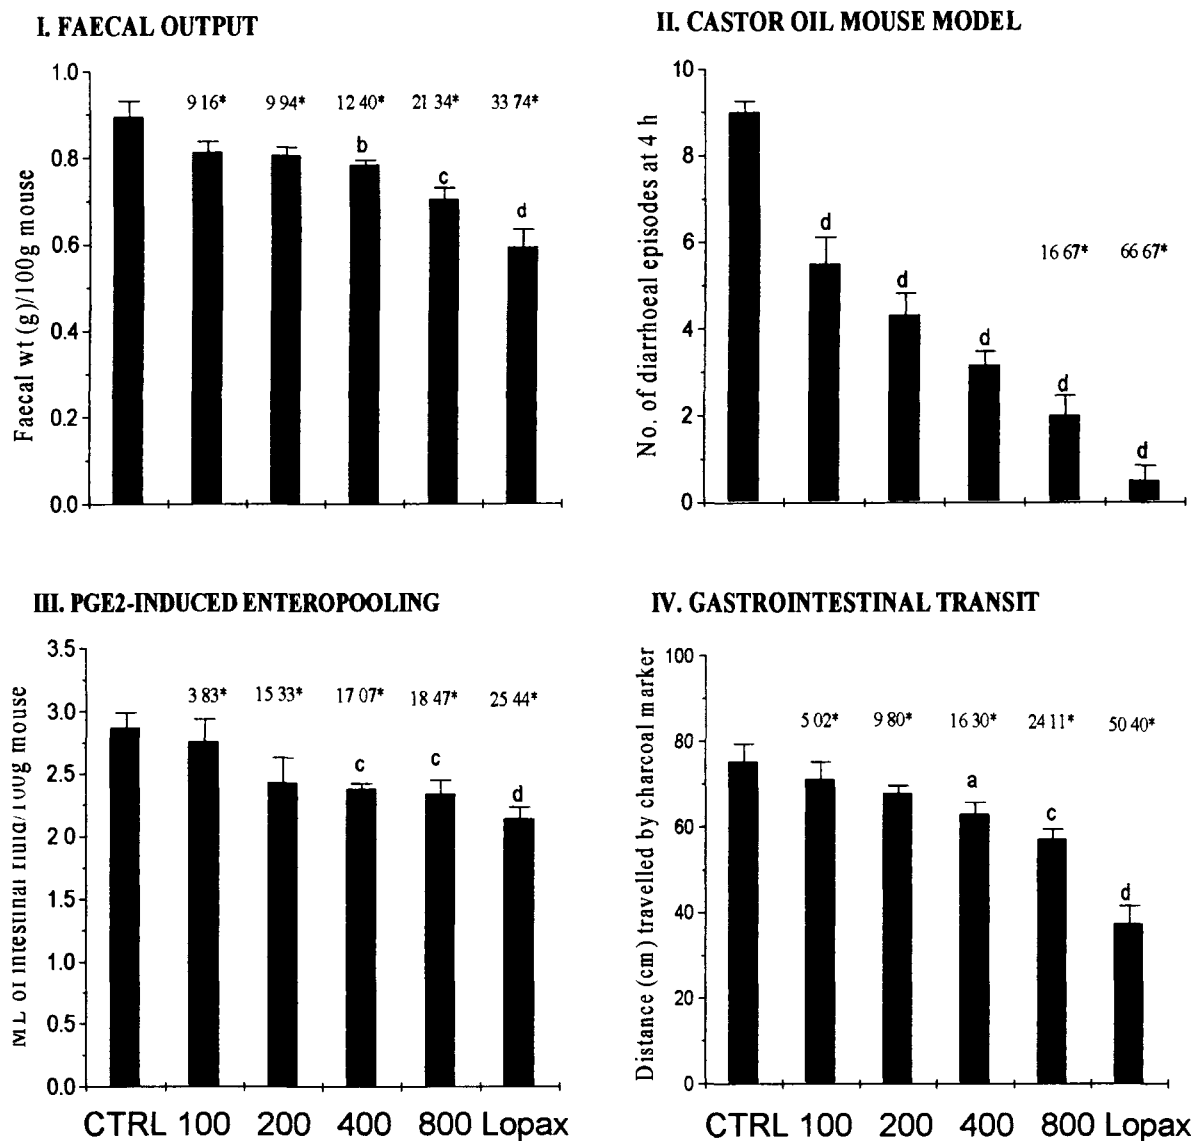 I. FAECAL OUTPUT
Faecal wt (g)/100g mouse
1.0
0.8
0.6
0.4
0.2
0.0
9 16* 9 94* 12 40* 21 34* 33 74*
b
c
d
II. CASTOR OIL MOUSE MODEL
No. of diarrhoeal episodes at 4 h
10
8
6
4
2
0
16 67* 66 67*
d
d
d
d
d
III. PGE2-INDUCED ENTEROPOOLING
ML of intestinal fluid/100g mouse
3.5
3.0
2.5
2.0
1.5
1.0
0.5
0.0
3 83* 15 33* 17 07* 18 47* 25 44*
c
c
d
CTRL 100 200 400 800 Lopax
IV. GASTROINTESTINAL TRANSIT
Distance (cm) travelled by charcoal marker
100
80
60
40
20
0
5 02* 9 80* 16 30* 24 11* 50 40*
a
c
d
CTRL 100 200 400 800 Lopax